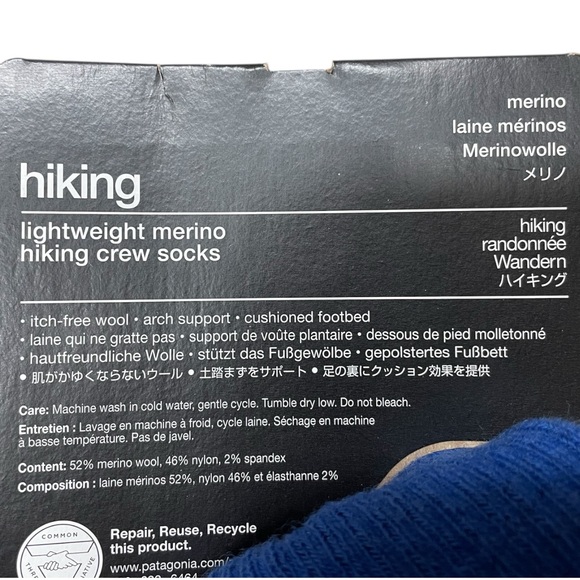 merino
laine mérinos
Merinowolle
メリノ
hiking
lightweight merino
hiking crew socks
hiking
randonnée
Wandern
ハイキング
• itch-free wool • arch support • cushioned footbed
• laine qui ne gratte pas • support de voûte plantaire • dessous de pied molletonné
• hautfreundliche Wolle • stützt das Fußgewölbe • gepolstertes Fußbett
• 肌がかゆくならないウール • 土踏まずをサポート • 足の裏にクッション効果を提供
Care: Machine wash in cold water, gentle cycle. Tumble dry low. Do not bleach.
Entretien : Lavage en machine à froid, cycle laine. Séchage en machine
à basse température. Pas de javel.
Content: 52% merino wool, 46% nylon, 2% spandex
Composition : laine mérinos 52%, nylon 46% et élasthanne 2%
COMMON
Repair, Reuse, Recycle
this product.
www.patagonia.com/